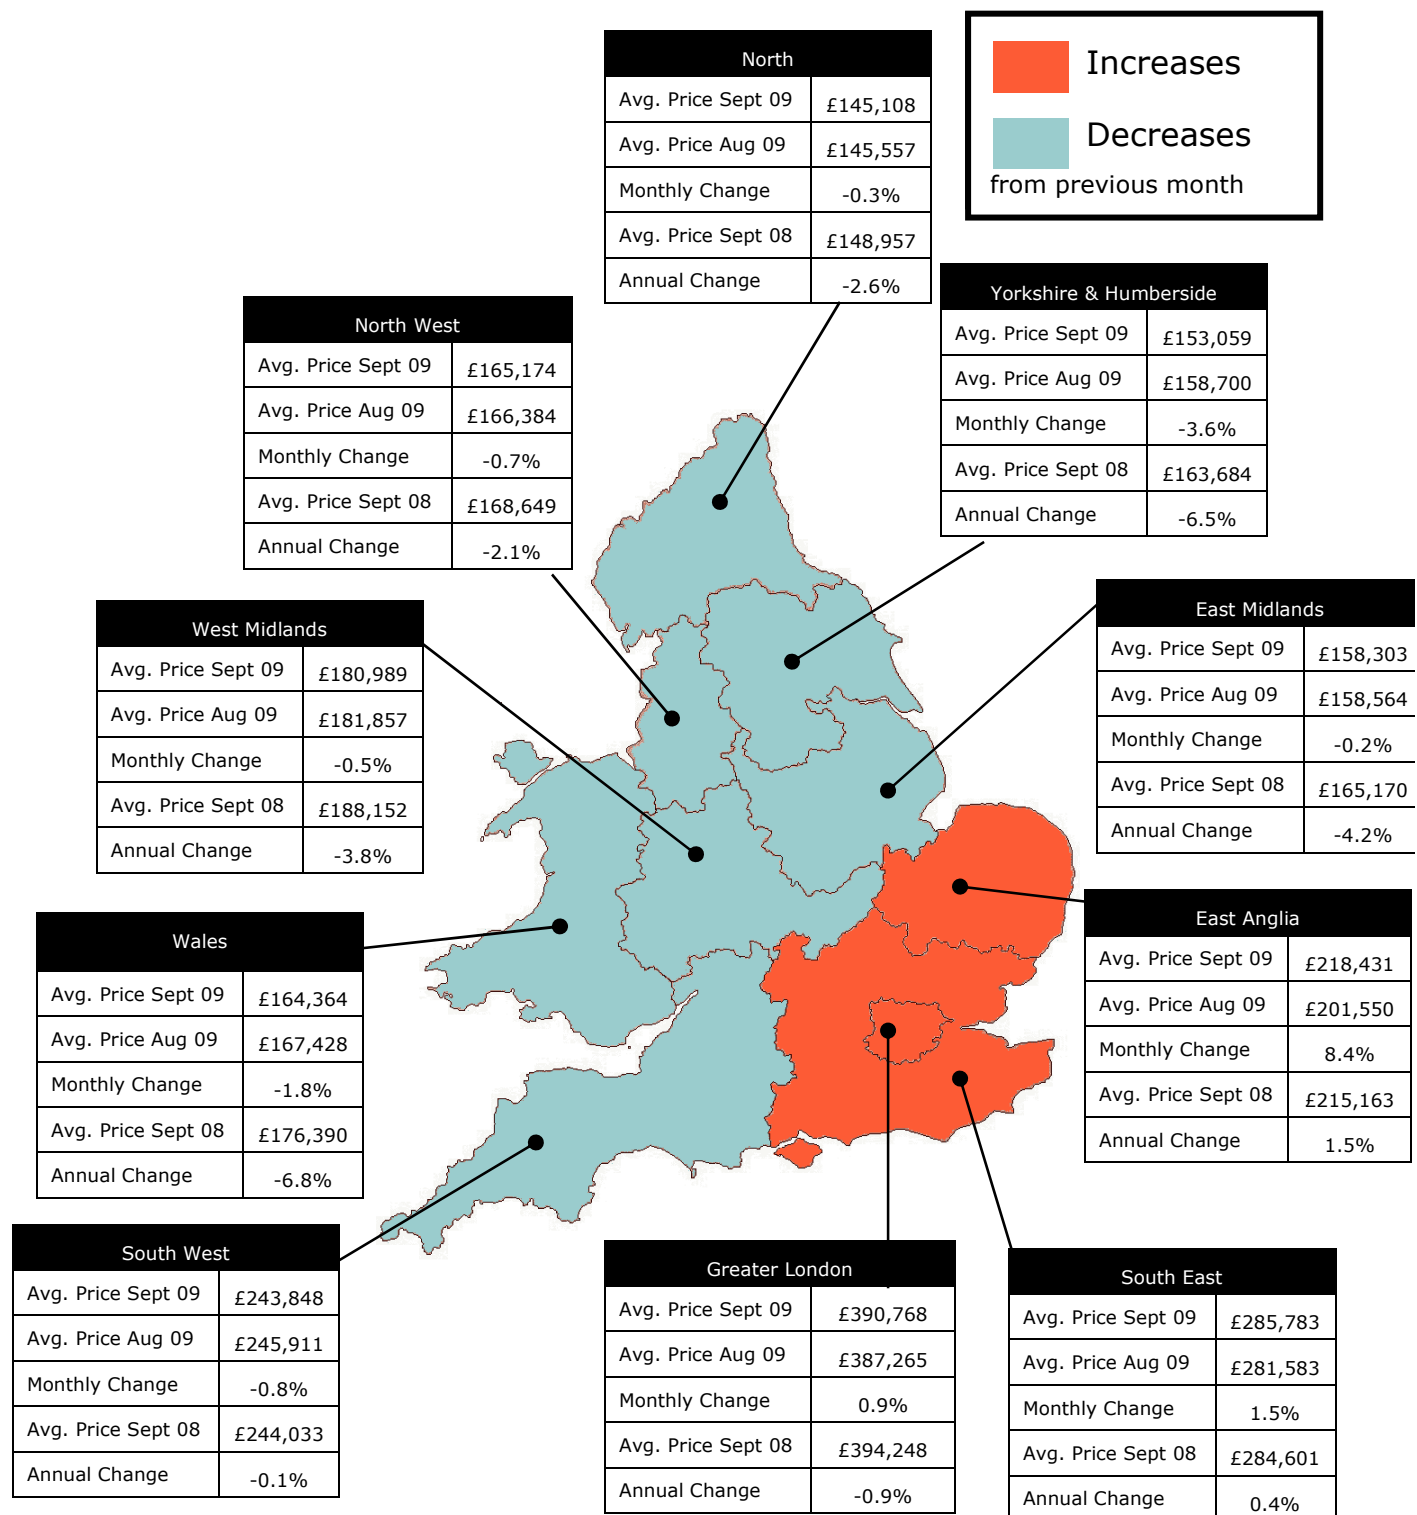 North
Avg. Price Sept 09 £145,108
Avg. Price Aug 09 £145,557
Monthly Change -0.3%
Avg. Price Sept 08 £148,957
Annual Change -2.6%
Increases
Decreases
from previous month
Yorkshire & Humberside
Avg. Price Sept 09 £153,059
Avg. Price Aug 09 £158,700
Monthly Change -3.6%
Avg. Price Sept 08 £163,684
Annual Change -6.5%
North West
Avg. Price Sept 09 £165,174
Avg. Price Aug 09 £166,384
Monthly Change -0.7%
Avg. Price Sept 08 £168,649
Annual Change -2.1%
East Midlands
Avg. Price Sept 09 £158,303
Avg. Price Aug 09 £158,564
Monthly Change -0.2%
Avg. Price Sept 08 £165,170
Annual Change -4.2%
West Midlands
Avg. Price Sept 09 £180,989
Avg. Price Aug 09 £181,857
Monthly Change -0.5%
Avg. Price Sept 08 £188,152
Annual Change -3.8%
East Anglia
Avg. Price Sept 09 £218,431
Avg. Price Aug 09 £201,550
Monthly Change 8.4%
Avg. Price Sept 08 £215,163
Annual Change 1.5%
Wales
Avg. Price Sept 09 £164,364
Avg. Price Aug 09 £167,428
Monthly Change -1.8%
Avg. Price Sept 08 £176,390
Annual Change -6.8%
South West
Avg. Price Sept 09 £243,848
Avg. Price Aug 09 £245,911
Monthly Change -0.8%
Avg. Price Sept 08 £244,033
Annual Change -0.1%
Greater London
Avg. Price Sept 09 £390,768
Avg. Price Aug 09 £387,265
Monthly Change 0.9%
Avg. Price Sept 08 £394,248
Annual Change -0.9%
South East
Avg. Price Sept 09 £285,783
Avg. Price Aug 09 £281,583
Monthly Change 1.5%
Avg. Price Sept 08 £284,601
Annual Change 0.4%